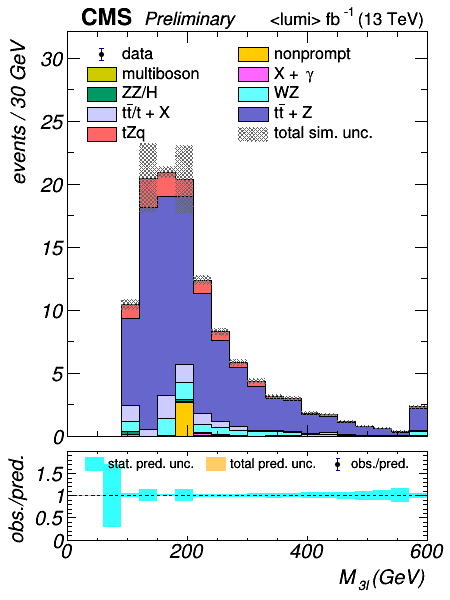 CMS Preliminary <lumi> fb⁻¹ (13 TeV)
events / 30 GeV
30
25
20
15
10
5
0
data
nonprompt
multiboson
X + γ
ZZ/H
WZ
tt̄/t + X
tt̄ + Z
tZq
total sim. unc.
obs./pred.
1.5
1
0.5
0
stat. pred. unc.
total pred. unc.
obs./pred.
0 200 400 600
M₃ₗ (GeV)